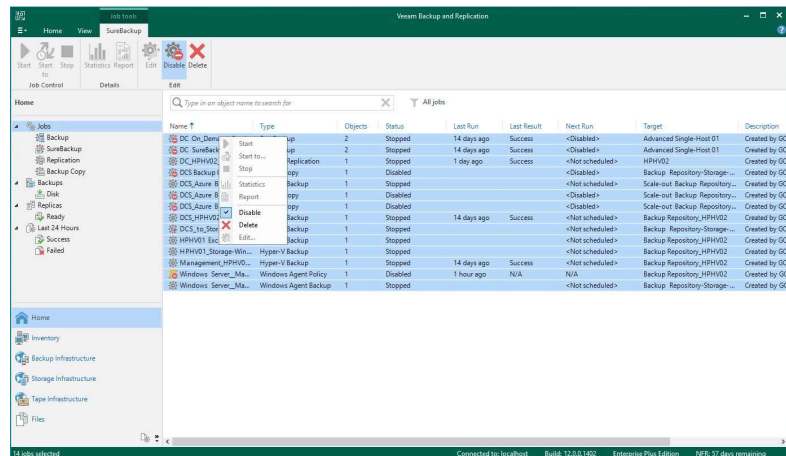 Job tools
Veeam Backup and Replication
Home View SureBackup
Start Start to Stop Statistics Report Edit Disable Delete
Job Control Details Edit
Home
Type in an object name to search for
All jobs
Name Type Objects Status Last Run Last Result Next Run Target Description
Jobs
Backup
SureBackup
Replication
Backup Copy
Backups
Disk
Replicas
Ready
Last 24 Hours
Success
Failed
DC On_Dema 2 Stopped 14 days ago Success <Disabled> Advanced Single-Host 01 Created by GC
DC SureBack 2 Stopped 14 days ago Success <Disabled> Advanced Single-Host 01 Created by GC
DC_HPHV02_ Replication 1 Stopped 1 day ago Success <Not scheduled> HPHV02 Created by GC
DCS Backup 1 Disabled <Disabled> Backup Repository-Storage-... Created by GC
DCS_Azure B Backup 1 Stopped <Not scheduled> Scale-out Backup Repository... Created by GC
DCS_Azure B 1 Disabled <Disabled> Scale-out Backup Repository... Created by GC
DCS_Azure B 1 Disabled <Disabled> Scale-out Backup Repository... Created by GC
DCS_HPHV02 Backup 1 Stopped 14 days ago Success <Not scheduled> Backup Repository_HPHV02 Created by GC
DCS_to_Stor Backup 1 Stopped <Not scheduled> Backup Repository-Storage-... Created by GC
HPHV01 Exc Backup 1 Stopped <Not scheduled> Backup Repository_HPHV02 Created by GC
HPHV01_Storage-Win... Hyper-V Backup 1 Stopped <Not scheduled> Backup Repository_HPHV02 Created by GC
Management_HPHV0... Hyper-V Backup 1 Stopped 14 days ago Success <Not scheduled> Backup Repository_HPHV02 Created by GC
Windows Server__Ma... Windows Agent Policy 1 Disabled 1 hour ago N/A N/A Backup Repository_HPHV02 Created by GC
Windows Server__Ma... Windows Agent Backup 1 Stopped <Not scheduled> Backup Repository-Storage-... Created by GC
Start
Start to...
Stop
Statistics
Report
Disable
Delete
Edit...
Home
Inventory
Backup Infrastructure
Storage Infrastructure
Tape Infrastructure
Files
14 jobs selected
Connected to: localhost Build: 12.0.0.1402 Enterprise Plus Edition NFR: 57 days remaining